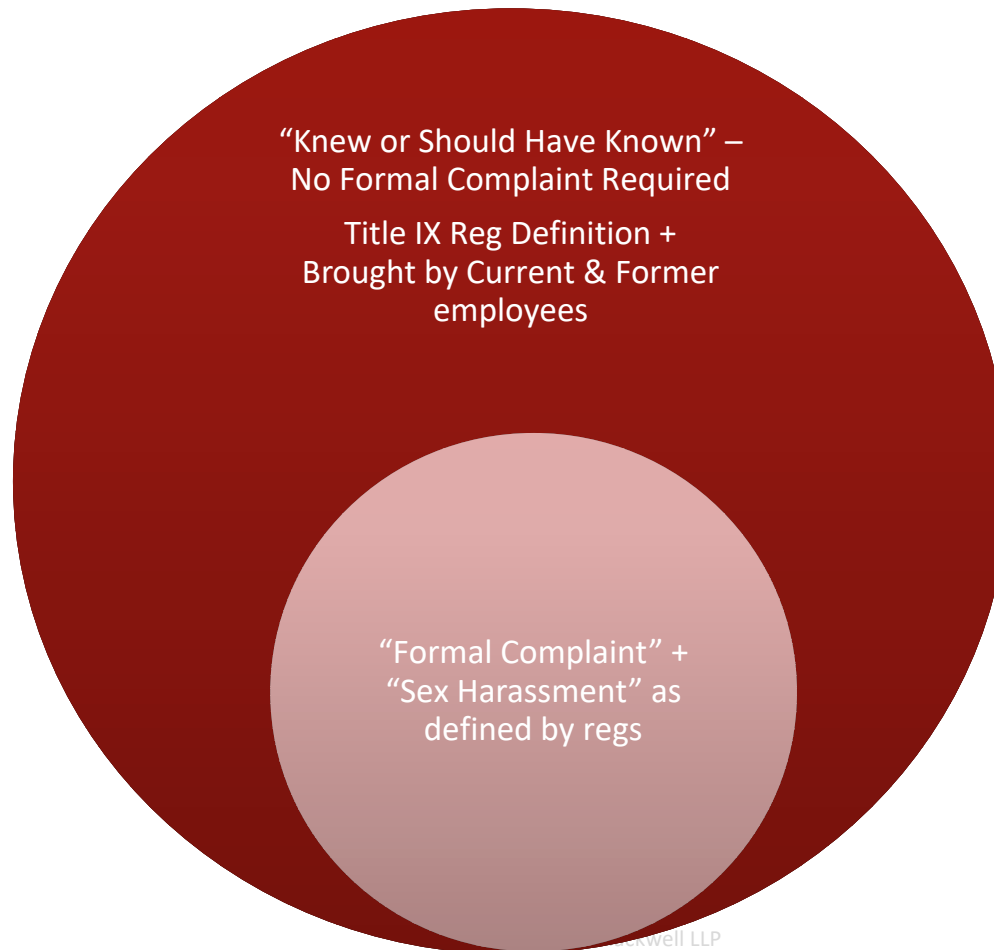 “Knew or Should Have Known” –
No Formal Complaint Required
Title IX Reg Definition +
Brought by Current & Former
employees
“Formal Complaint” +
“Sex Harassment” as
defined by regs
LLP